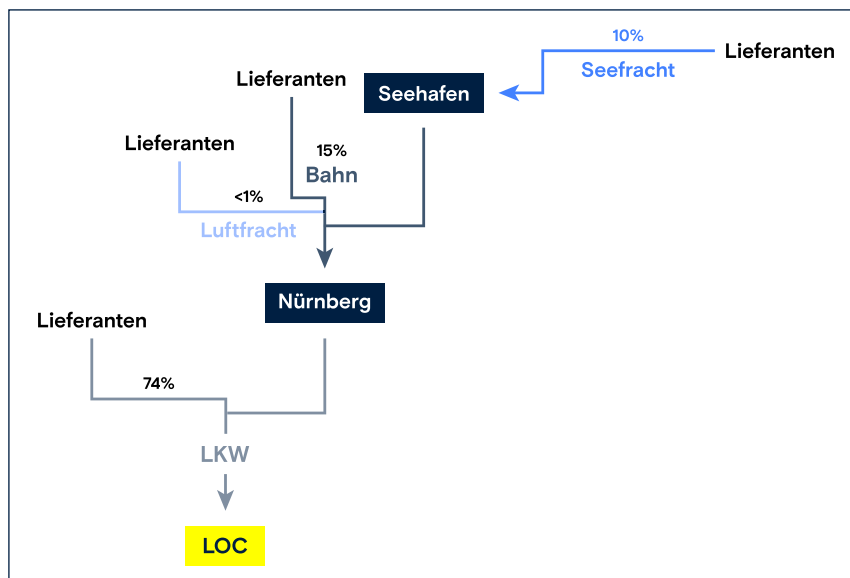 10%
Lieferanten
Seefracht
Lieferanten
Seehafen
Lieferanten
15%
Bahn
<1%
Luftfracht
Nürnberg
Lieferanten
74%
LKW
LOC